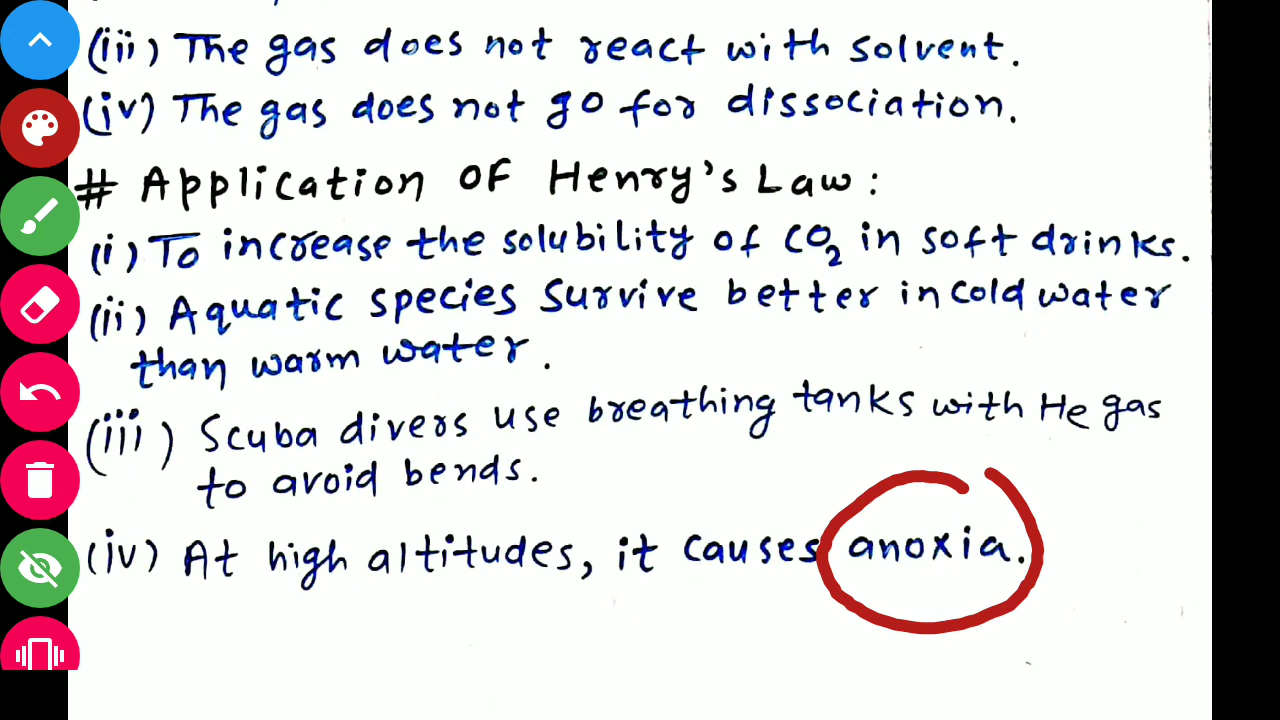 (iii) The gas does not react with solvent.
(iv) The gas does not go for dissociation.
# Application OF Henry's Law:
(i) To increase the solubility of CO₂ in soft drinks.
(ii) Aquatic species survive better in cold water
than warm water.
(iii) Scuba divers use breathing tanks with He gas
to avoid bends.
(iv) At high altitudes, it causes anoxia.